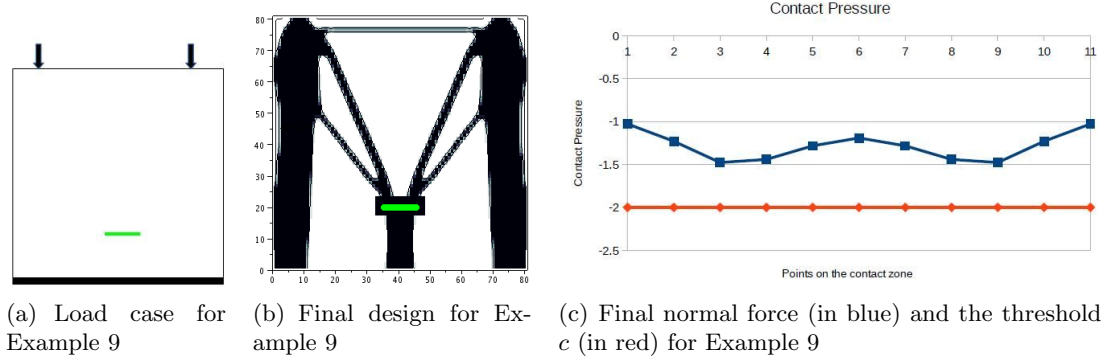 Contact Pressure
0
1 2 3 4 5 6 7 8 9 10 11
-0.5
-1
-1.5
-2
-2.5
Contact Pressure
Points on the contact zone
80
70
60
50
40
30
20
10
0
0 10 20 30 40 50 60 70 80
(a) Load case for
Example 9
(b) Final design for Ex-
ample 9
(c) Final normal force (in blue) and the threshold
c (in red) for Example 9